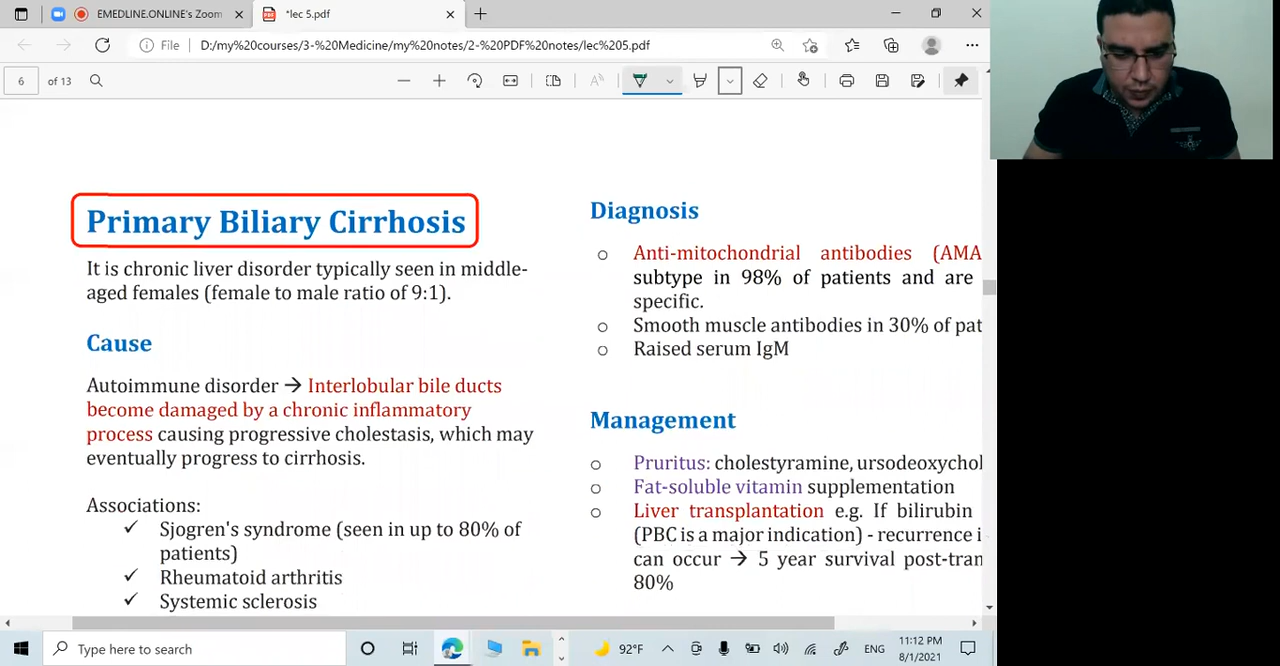 EMEDLINE.ONLINE's Zoom
*lec 5.pdf
File
D:/my%20courses/3-%20Medicine/my%20notes/2-%20PDF%20notes/lec%205.pdf
6 of 13
Primary Biliary Cirrhosis
It is chronic liver disorder typically seen in middle-
aged females (female to male ratio of 9:1).
Cause
Autoimmune disorder → Interlobular bile ducts
become damaged by a chronic inflammatory
process causing progressive cholestasis, which may
eventually progress to cirrhosis.
Associations:
✓ Sjogren's syndrome (seen in up to 80% of
patients)
✓ Rheumatoid arthritis
✓ Systemic sclerosis
Diagnosis
○ Anti-mitochondrial antibodies (AMA
subtype in 98% of patients and are
specific.
○ Smooth muscle antibodies in 30% of pat
○ Raised serum IgM
Management
○ Pruritus: cholestyramine, ursodeoxychol
○ Fat-soluble vitamin supplementation
○ Liver transplantation e.g. If bilirubin
(PBC is a major indication) - recurrence i
can occur → 5 year survival post-tran
80%
Type here to search
92°F
ENG
11:12 PM
8/1/2021